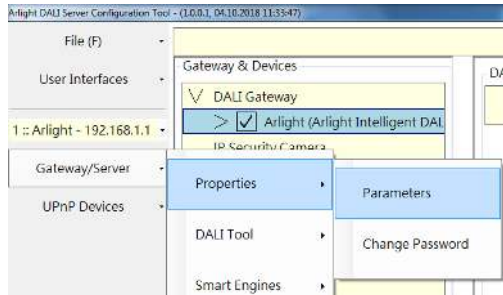 Arlight DALI Server Configuration Tool - (1.0.0.1, 04.10.2018 11:33:47)
File (F)
User Interfaces
1 :: Arlight - 192.168.1.1
Gateway/Server
UPnP Devices
Gateway & Devices
DALI Gateway
Arlight (Arlight Intelligent DAL
IP Security Camera
Properties
DALI Tool
Smart Engines
Parameters
Change Password
DA